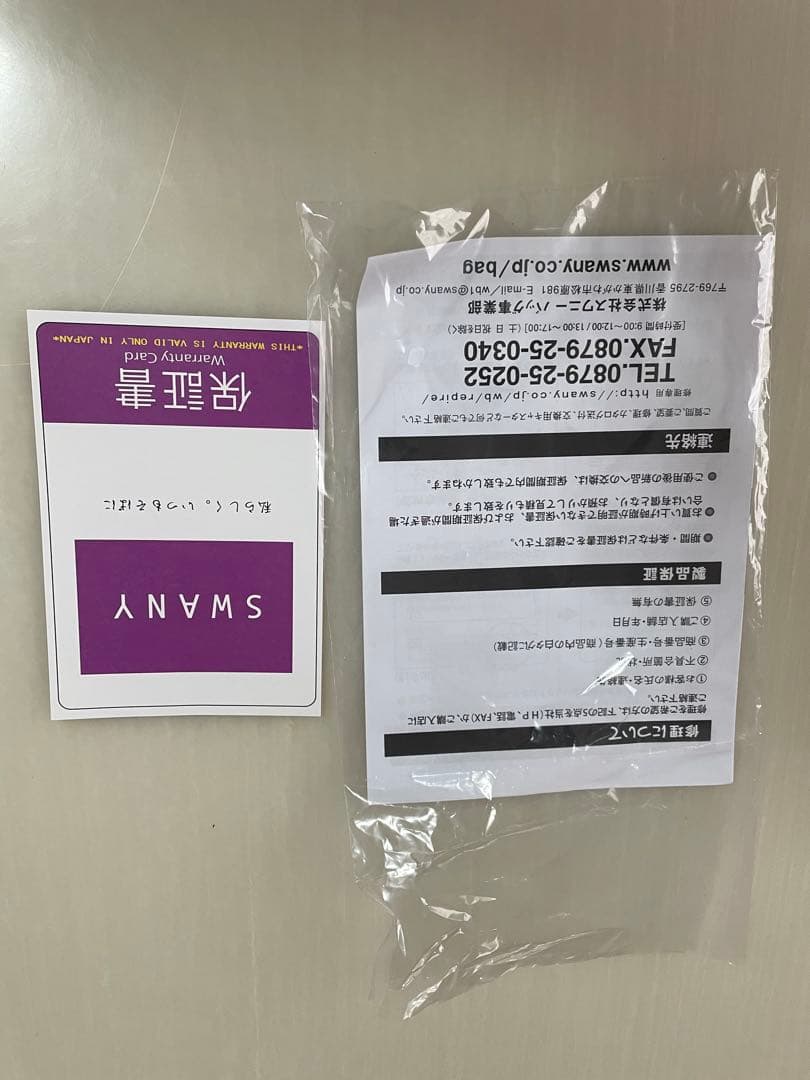 SWANY
私らしく。いつもそばに
保証書
Warranty Card
*THIS WARRANTY IS VALID ONLY IN JAPAN*
修理について
修理をご希望の方は、下記の5点を当社(HP、電話、FAX)か、ご購入店に
ご連絡下さい。
①お客様の氏名・連絡先
②不具合箇所・状況
③商品番号・生産番号(商品内の白タグに記載)
④ご購入店舗・年月日
⑤保証書の有無
製品保証
●期間・条件などは保証書をご確認下さい。
●お買い上げ時期が証明できない保証書、および保証期間が過ぎた場
合いは有償となり、お預かりして見積もりを致します。
●ご使用後の新品への交換は、保証期間内でも致しかねます。
連絡先
ご質問、ご要望、修理、カタログ送付、交換用キャスターなど何でもご連絡下さい。
修理専用 http://swany.co.jp/wb/repire/
TEL.0879-25-0252
FAX.0879-25-0340
[受付時間 9:00~12:00/13:00~17:00](土 日 祝日を除く)
株式会社スワニー バッグ事業部
〒769-2795 香川県東かがわ市松原981 E-mail/wb1@swany.co.jp
www.swany.co.jp/bag